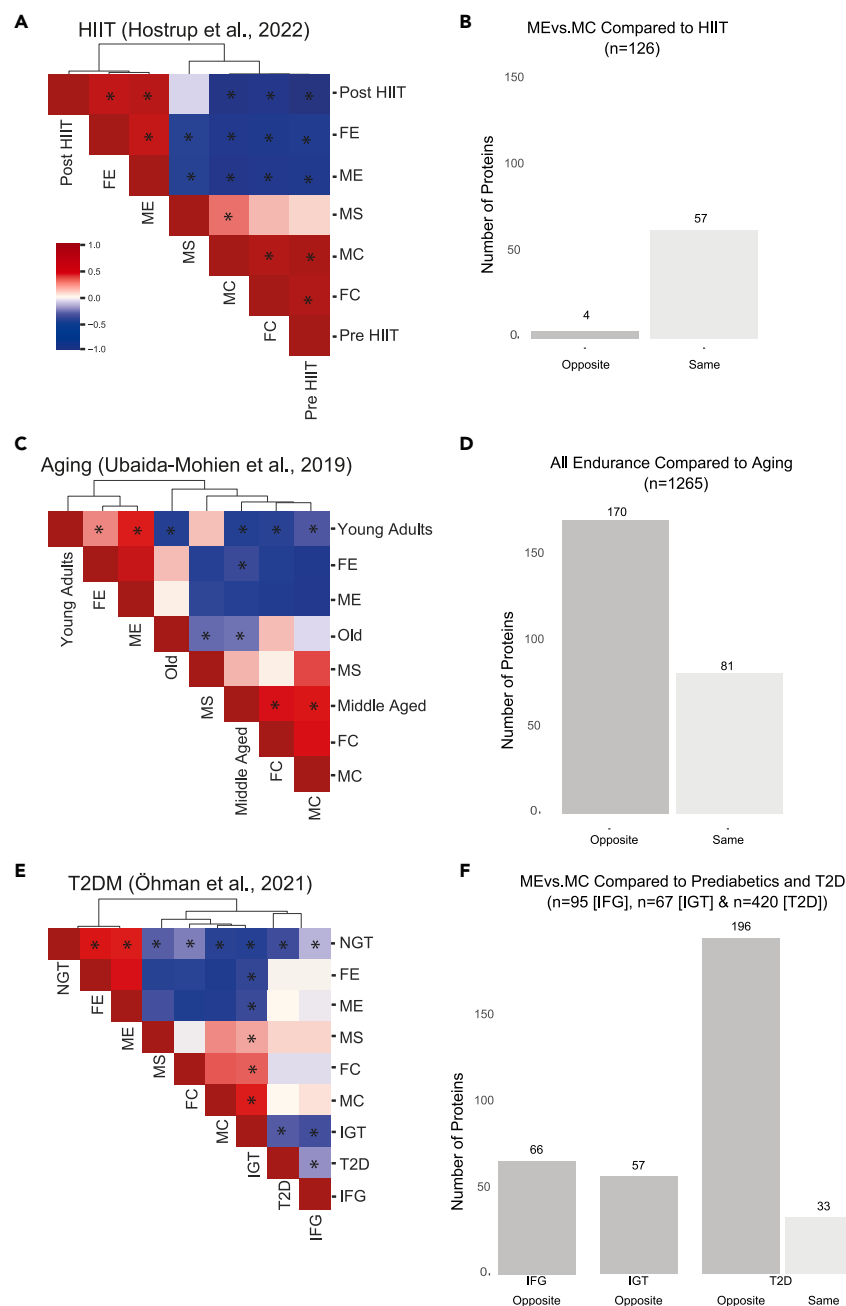 A
HIIT (Hostrup et al., 2022)
* * * * * Post HIIT
* * * * * FE
* * * * ME
* MS
* * MC
* FC
Pre HIIT
Post HIIT
FE
ME
MS
MC
FC
Pre HIIT
1.0
0.5
0.0
−0.5
−1.0
B
MEvs.MC Compared to HIIT
(n=126)
Number of Proteins
150
100
50
0.
4
57
-
-
Opposite
Same
C
Aging (Ubaida-Mohien et al., 2019)
* * * * * * Young Adults
* FE
ME
* * Old
MS
* * Middle Aged
FC
MC
Young Adults
FE
ME
Old
MS
Middle Aged
FC
MC
D
All Endurance Compared to Aging
(n=1265)
Number of Proteins
150
100
50
0.
170
81
-
-
Opposite
Same
E
T2DM (Öhman et al., 2021)
* * * * * * * * NGT
* FE
* ME
* MS
* FC
* MC
* * IGT
* T2D
IFG
NGT
FE
ME
MS
FC
MC
IGT
T2D
IFG
F
MEvs.MC Compared to Prediabetics and T2D
(n=95 [IFG], n=67 [IGT] & n=420 [T2D])
Number of Proteins
150
100
50
0.
66
57
196
33
IFG
IGT
T2D
Opposite
Opposite
Opposite
Same